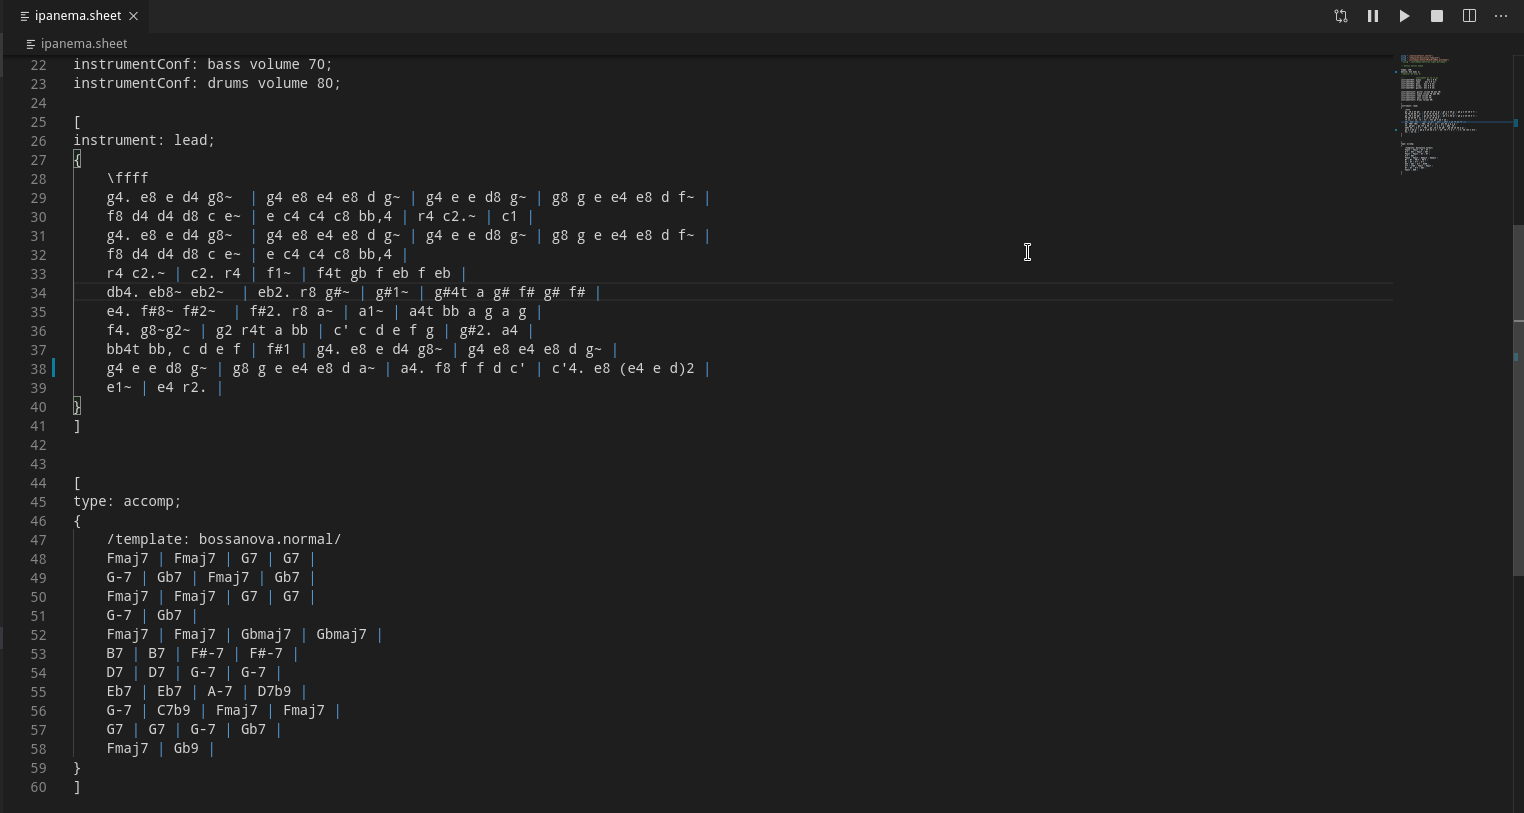 ipanema.sheet
ipanema.sheet
22 instrumentConf: bass volume 70;
23 instrumentConf: drums volume 80;
24
25 [
26 instrument: lead;
27 {
28 \ffff
29 g4. e8 e d4 g8~ | g4 e8 e4 e8 d g~ | g4 e e d8 g~ | g8 g e e4 e8 d f~ |
30 f8 d4 d4 d8 c e~ | e c4 c4 c8 bb,4 | r4 c2.~ | c1 |
31 g4. e8 e d4 g8~ | g4 e8 e4 e8 d g~ | g4 e e d8 g~ | g8 g e e4 e8 d f~ |
32 f8 d4 d4 d8 c e~ | e c4 c4 c8 bb,4 |
33 r4 c2.~ | c2. r4 | f1~ | f4t gb f eb f eb |
34 db4. eb8~ eb2~ | eb2. r8 g#~ | g#1~ | g#4t a g# f# g# f# |
35 e4. f#8~ f#2~ | f#2. r8 a~ | a1~ | a4t bb a g a g |
36 f4. g8~g2~ | g2 r4t a bb | c' c d e f g | g#2. a4 |
37 bb4t bb, c d e f | f#1 | g4. e8 e d4 g8~ | g4 e8 e4 e8 d g~ |
38 g4 e e d8 g~ | g8 g e e4 e8 d a~ | a4. f8 f f d c' | c'4. e8 (e4 e d)2 |
39 e1~ | e4 r2. |
40 }
41 ]
42
43
44 [
45 type: accomp;
46 {
47 /template: bossanova.normal/
48 Fmaj7 | Fmaj7 | G7 | G7 |
49 G-7 | Gb7 | Fmaj7 | Gb7 |
50 Fmaj7 | Fmaj7 | G7 | G7 |
51 G-7 | Gb7 |
52 Fmaj7 | Fmaj7 | Gbmaj7 | Gbmaj7 |
53 B7 | B7 | F#-7 | F#-7 |
54 D7 | D7 | G-7 | G-7 |
55 Eb7 | Eb7 | A-7 | D7b9 |
56 G-7 | C7b9 | Fmaj7 | Fmaj7 |
57 G7 | G7 | G-7 | Gb7 |
58 Fmaj7 | Gb9 |
59 }
60 ]